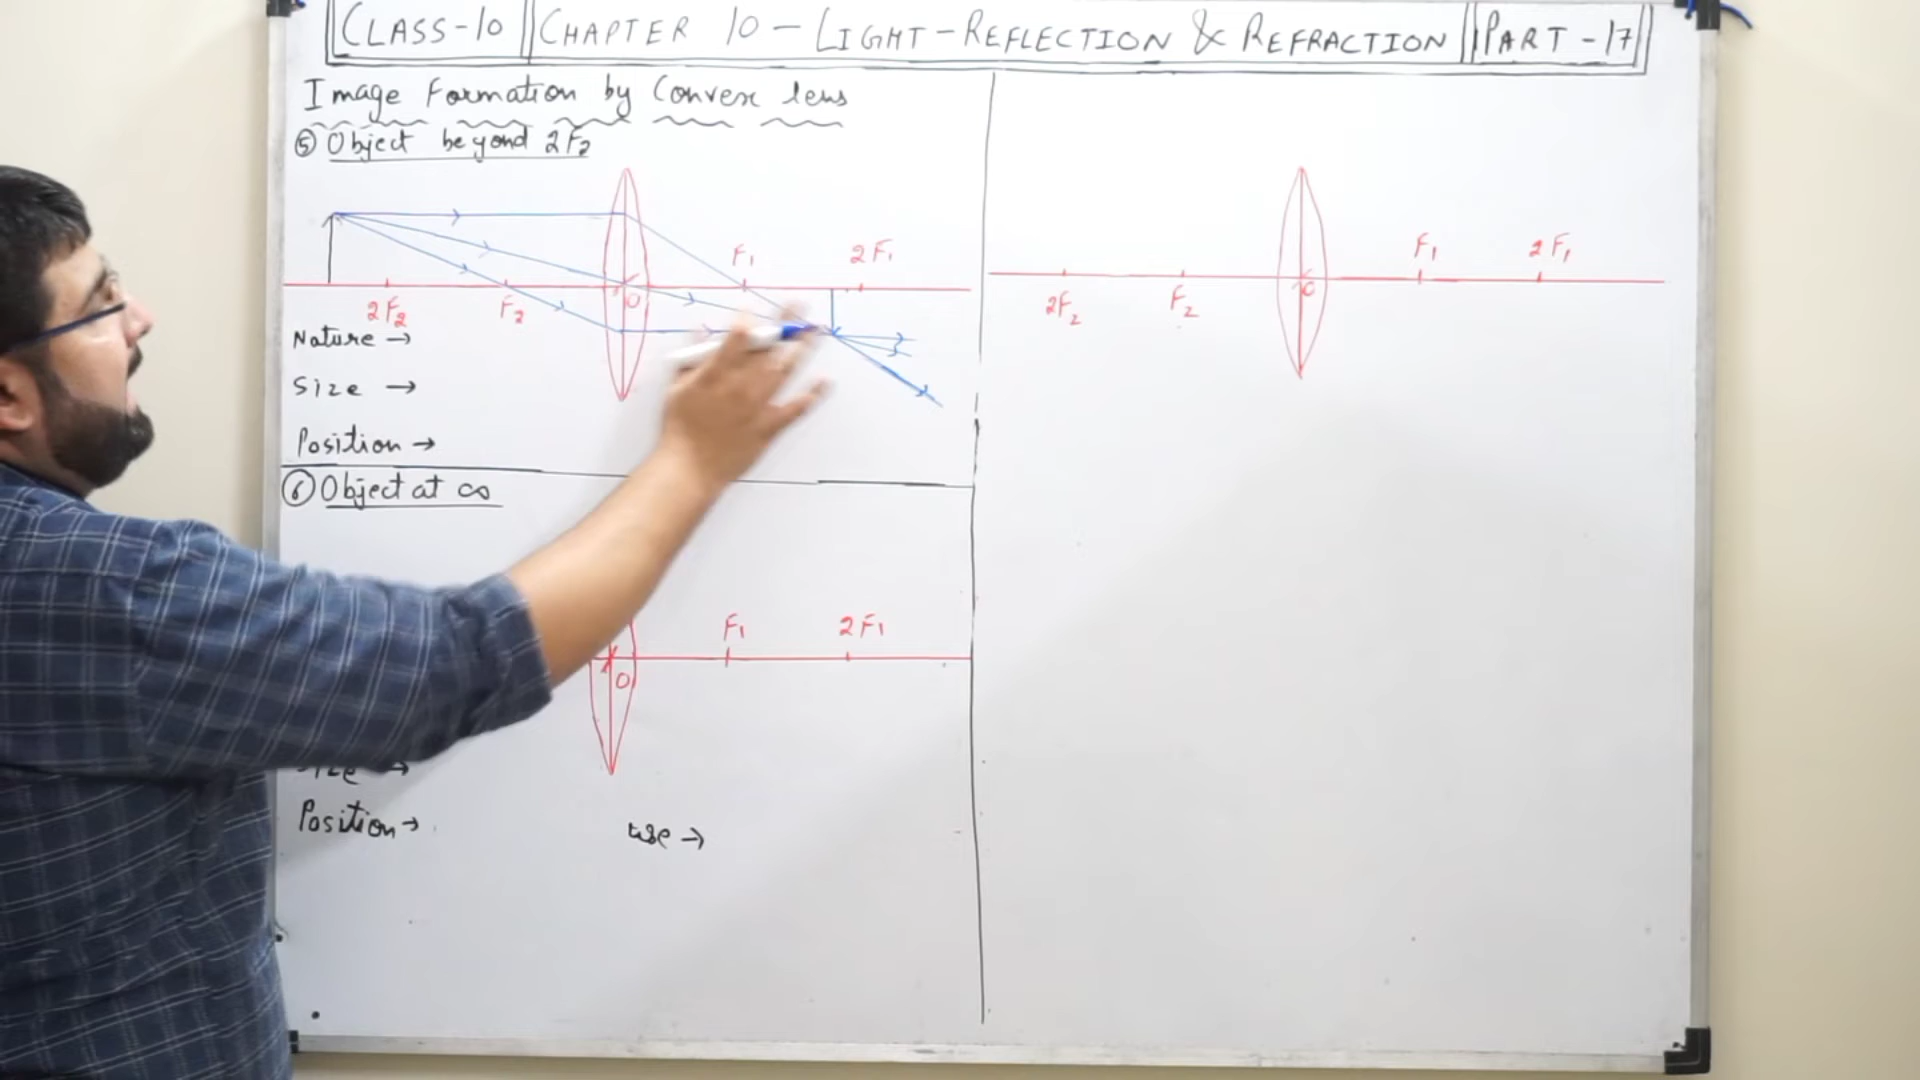 CLASS-10 CHAPTER 10 - LIGHT-REFLECTION & REFRACTION PART-17
Image Formation by Convex lens
⑤ Object beyond 2F₂
F₁ 2F₁
2F₂ F₂ O
Nature →
Size →
Position →
⑥ Object at ∞
F₁ 2F₁
O
Position → use →
F₁ 2F₁
2F₂ F₂ O